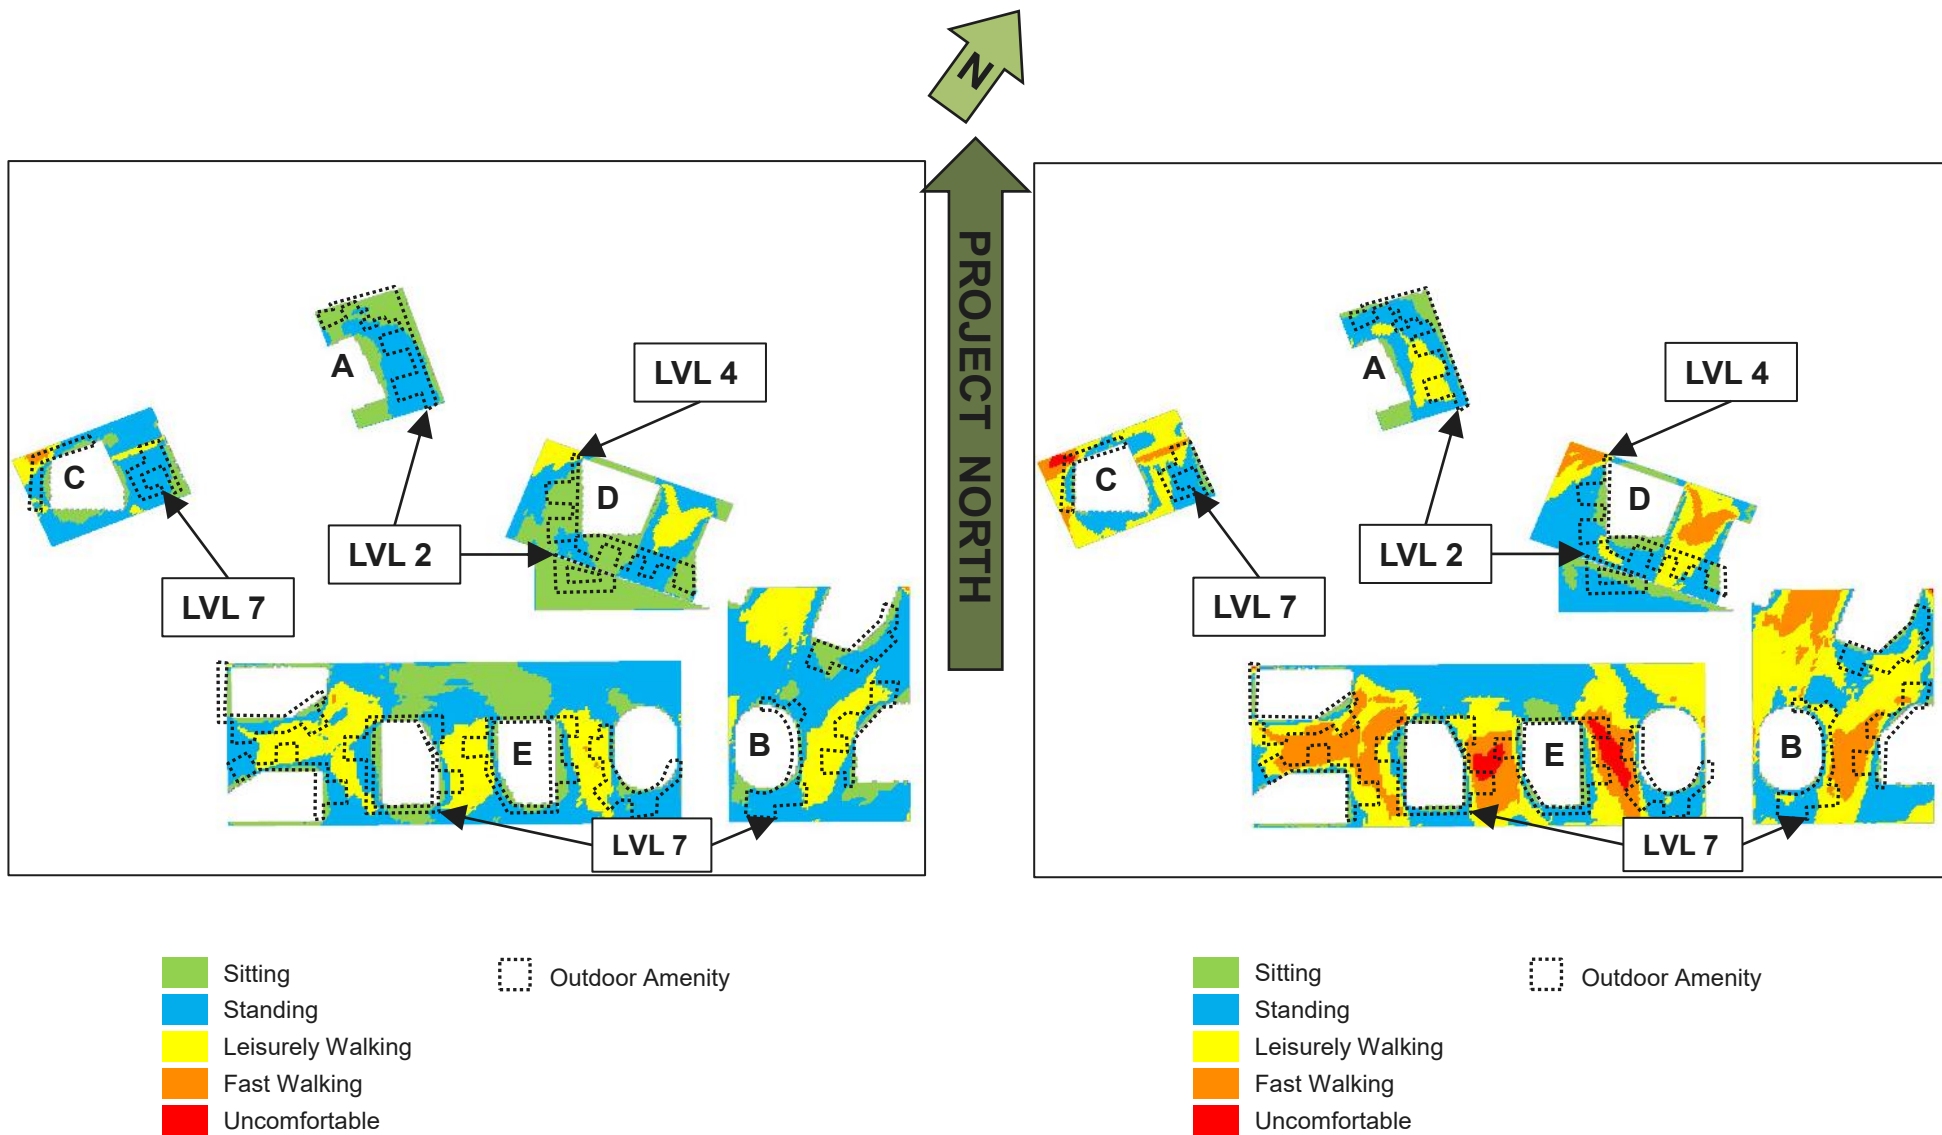 N
PROJECT NORTH
A
LVL 4
C
D
LVL 2
LVL 7
B
E
LVL 7
A
LVL 4
C
D
LVL 2
LVL 7
B
E
LVL 7
Sitting
Standing
Leisurely Walking
Fast Walking
Uncomfortable
Outdoor Amenity
Sitting
Standing
Leisurely Walking
Fast Walking
Uncomfortable
Outdoor Amenity